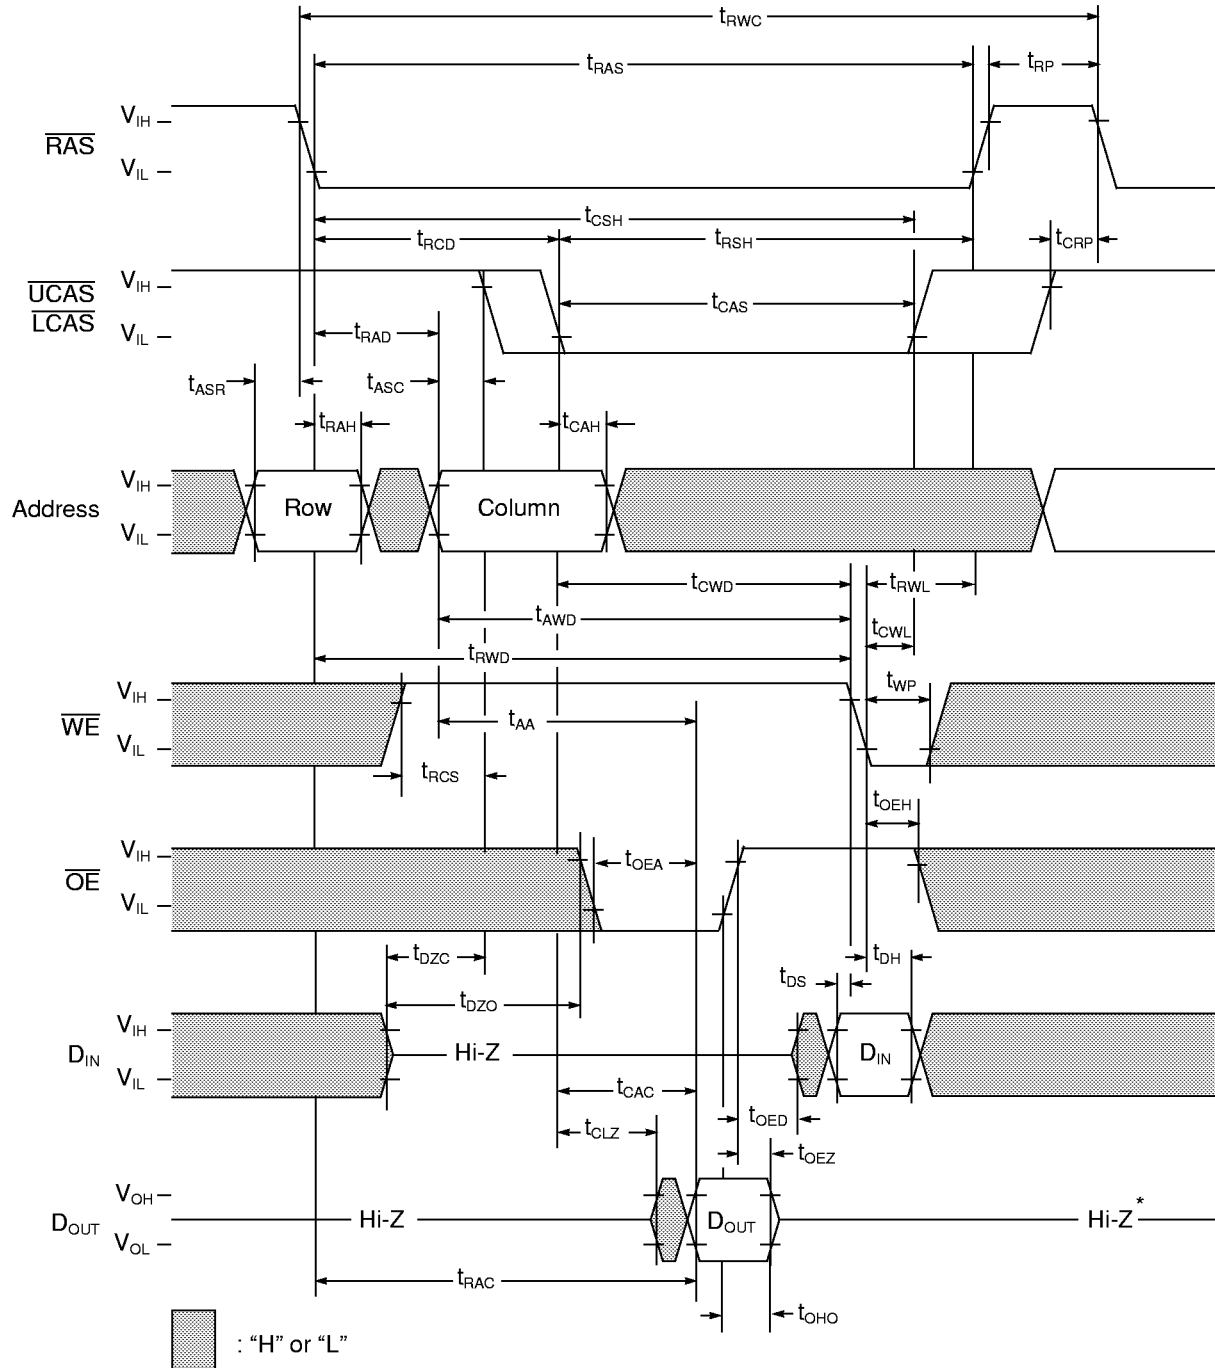 tRWC
tRAS
tRP
VIH
RAS
VIL
tCSH
tRCD
tRSH
tCRP
VIH
UCAS
LCAS
VIL
tCAS
tRAD
tASR
tASC
tRAH
tCAH
Address
VIH
VIL
Row
Column
tCWD
tRWL
tAWD
tCWL
tRWD
tWP
VIH
WE
VIL
tAA
tRCS
tOEH
VIH
OE
VIL
tOEA
tDZC
tDH
tDS
tDZO
VIH
DIN
VIL
Hi-Z
DIN
tCAC
tOED
tCLZ
tOEZ
VOH
DOUT
VOL
Hi-Z
DOUT
Hi-Z*
tRAC
tOHO
: “H” or “L”